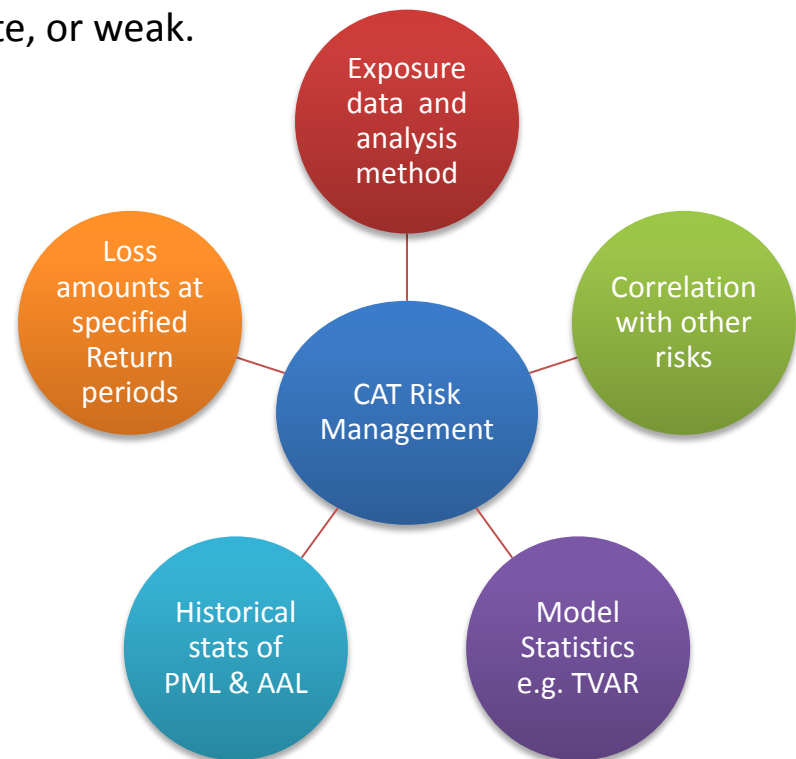 te, or weak.
Exposure
data and
analysis
method
Loss
amounts at
specified
Return
periods
Correlation
with other
risks
CAT Risk
Management
Historical
stats of
PML & AAL
Model
Statistics
e.g. TVAR